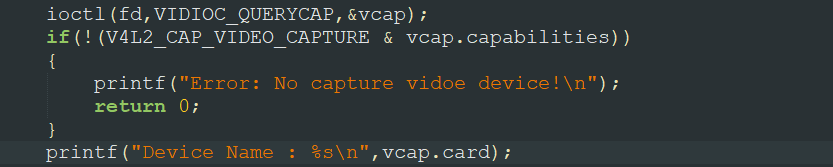 ioctl(fd,VIDIOC_QUERYCAP,&vcap);
if(!(V4L2_CAP_VIDEO_CAPTURE & vcap.capabilities))
{
printf("Error: No capture vidoe device!\n");
return 0;
}
printf("Device Name : %s\n",vcap.card);